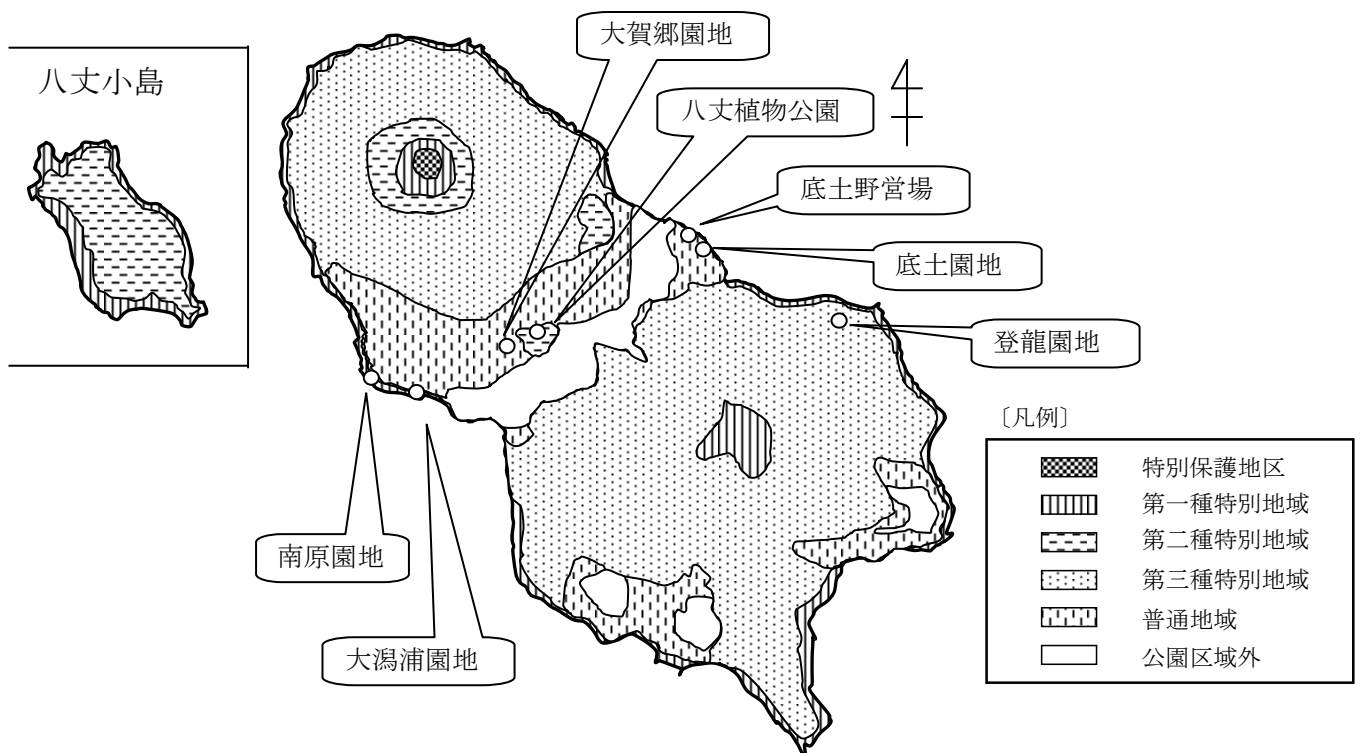 八丈小島
大賀郷園地
八丈植物公園
底土野営場
底土園地
登龍園地
南原園地
大潟浦園地
〔凡例〕
特別保護地区
第一種特別地域
第二種特別地域
第三種特別地域
普通地域
公園区域外